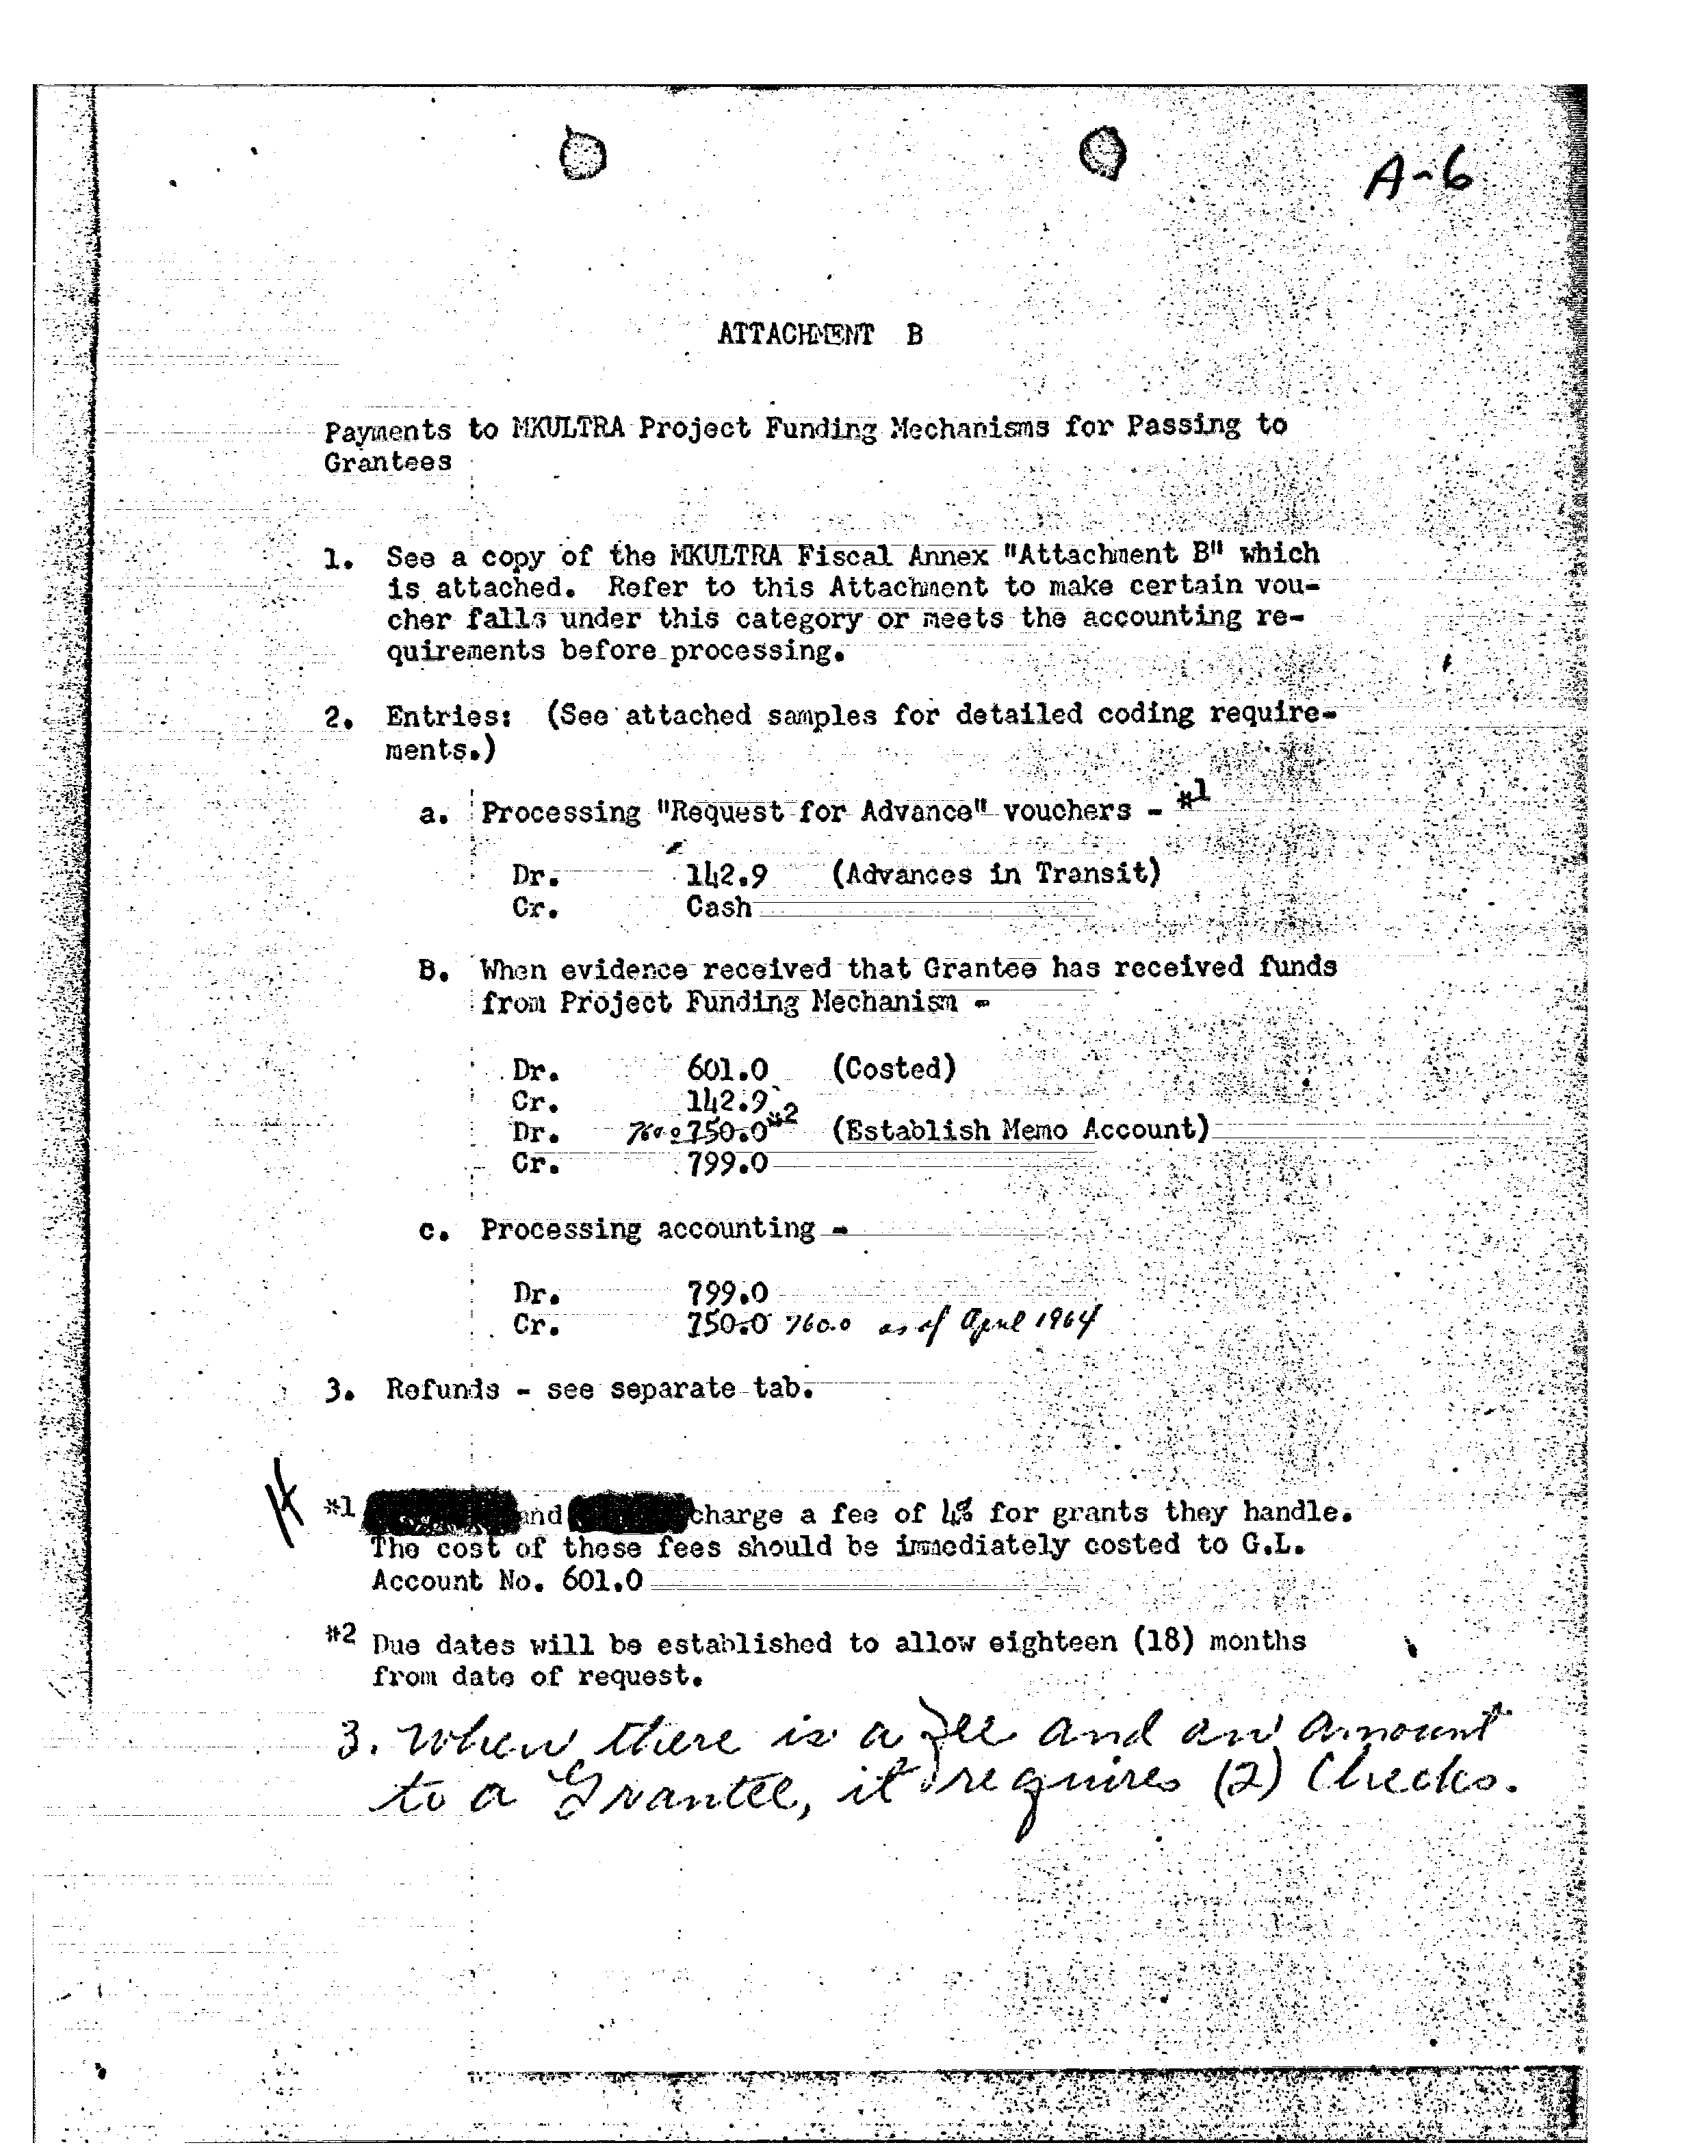 A-6
ATTACHMENT B
Payments to MKULTRA Project Funding Mechanisms for Passing to
Grantees
1. See a copy of the MKULTRA Fiscal Annex "Attachment B" which
is attached. Refer to this Attachment to make certain vou-
cher falls under this category or meets the accounting re-
quirements before processing.
2. Entries: (See attached samples for detailed coding require-
ments.)
a. Processing "Request for Advance" vouchers - *1
Dr. 142.9 (Advances in Transit)
Cr. Cash
B. When evidence received that Grantee has received funds
from Project Funding Mechanism -
Dr. 601.0 (Costed)
Cr. 142.9
Dr. 760.0 750.0*2 (Establish Memo Account)
Cr. 799.0
c. Processing accounting -
Dr. 799.0
Cr. 750.0 760.0 as of April 1964
3. Refunds - see separate tab.
*1 and charge a fee of 4% for grants they handle.
The cost of these fees should be immediately costed to G.L.
Account No. 601.0
*2 Due dates will be established to allow eighteen (18) months
from date of request.
3. When there is a fee and an amount
to a Grantee, it requires (2) Checks.